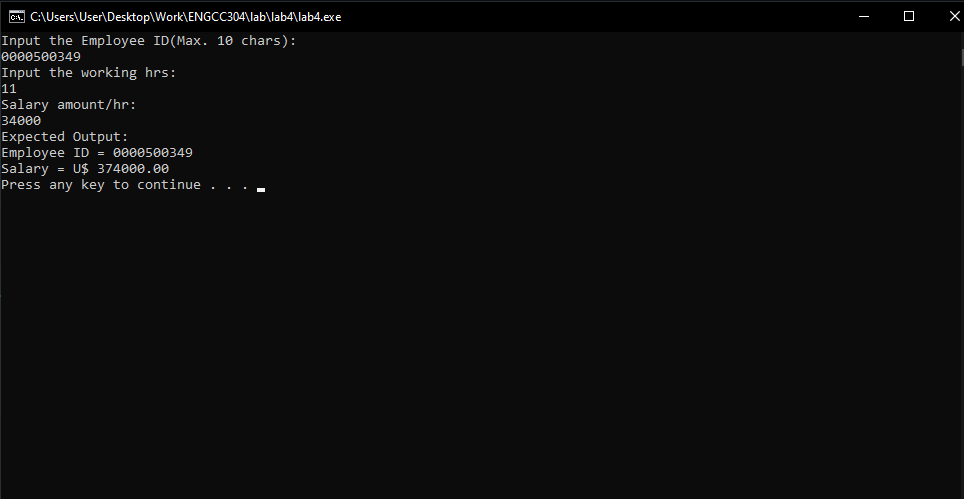 C:\Users\User\Desktop\Work\ENGCC304\lab\lab4\lab4.exe
Input the Employee ID(Max. 10 chars):
0000500349
Input the working hrs:
11
Salary amount/hr:
34000
Expected Output:
Employee ID = 0000500349
Salary = U$ 374000.00
Press any key to continue . . .